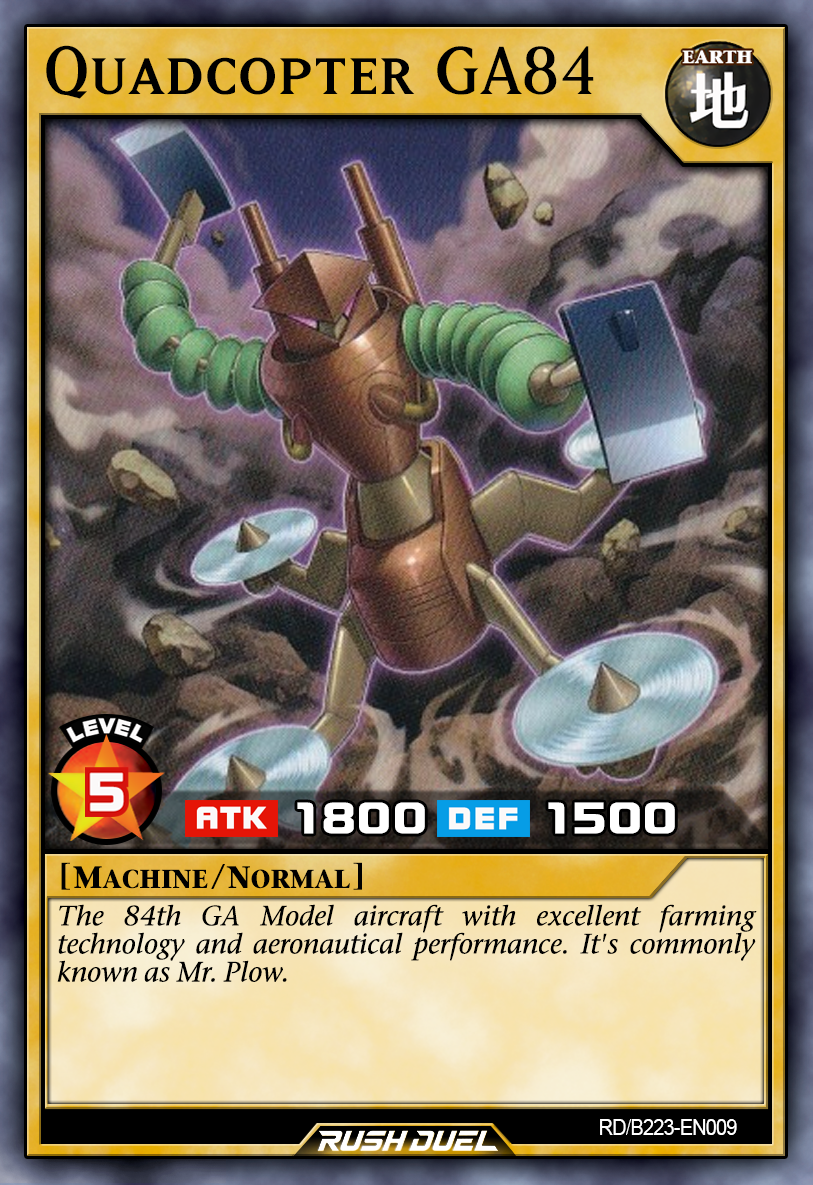 Quadcopter GA84
EARTH
地
LEVEL
5
ATK 1800 DEF 1500
[Machine/Normal]
The 84th GA Model aircraft with excellent farming
technology and aeronautical performance. It's commonly
known as Mr. Plow.
RUSH DUEL
RD/B223-EN009